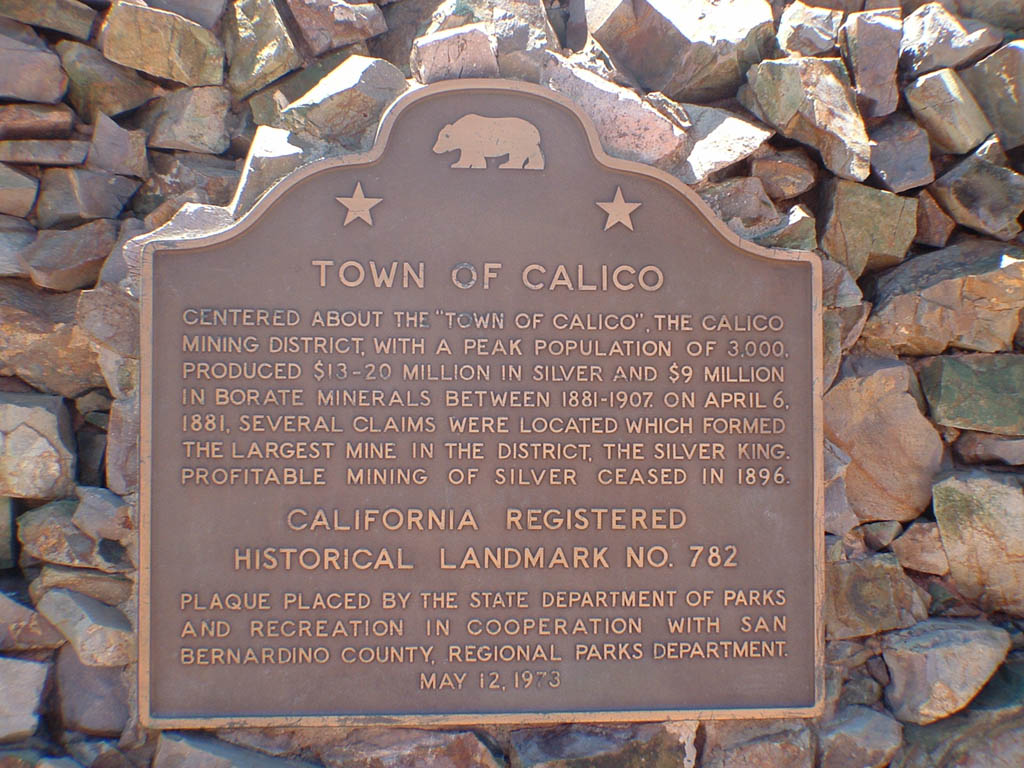 TOWN OF CALICO
CENTERED ABOUT THE "TOWN OF CALICO", THE CALICO
MINING DISTRICT, WITH A PEAK POPULATION OF 3,000,
PRODUCED $13-20 MILLION IN SILVER AND $9 MILLION
IN BORATE MINERALS BETWEEN 1881-1907. ON APRIL 6,
1881, SEVERAL CLAIMS WERE LOCATED WHICH FORMED
THE LARGEST MINE IN THE DISTRICT, THE SILVER KING.
PROFITABLE MINING OF SILVER CEASED IN 1896.
CALIFORNIA REGISTERED
HISTORICAL LANDMARK NO. 782
PLAQUE PLACED BY THE STATE DEPARTMENT OF PARKS
AND RECREATION IN COOPERATION WITH SAN
BERNARDINO COUNTY, REGIONAL PARKS DEPARTMENT.
MAY 12, 1973